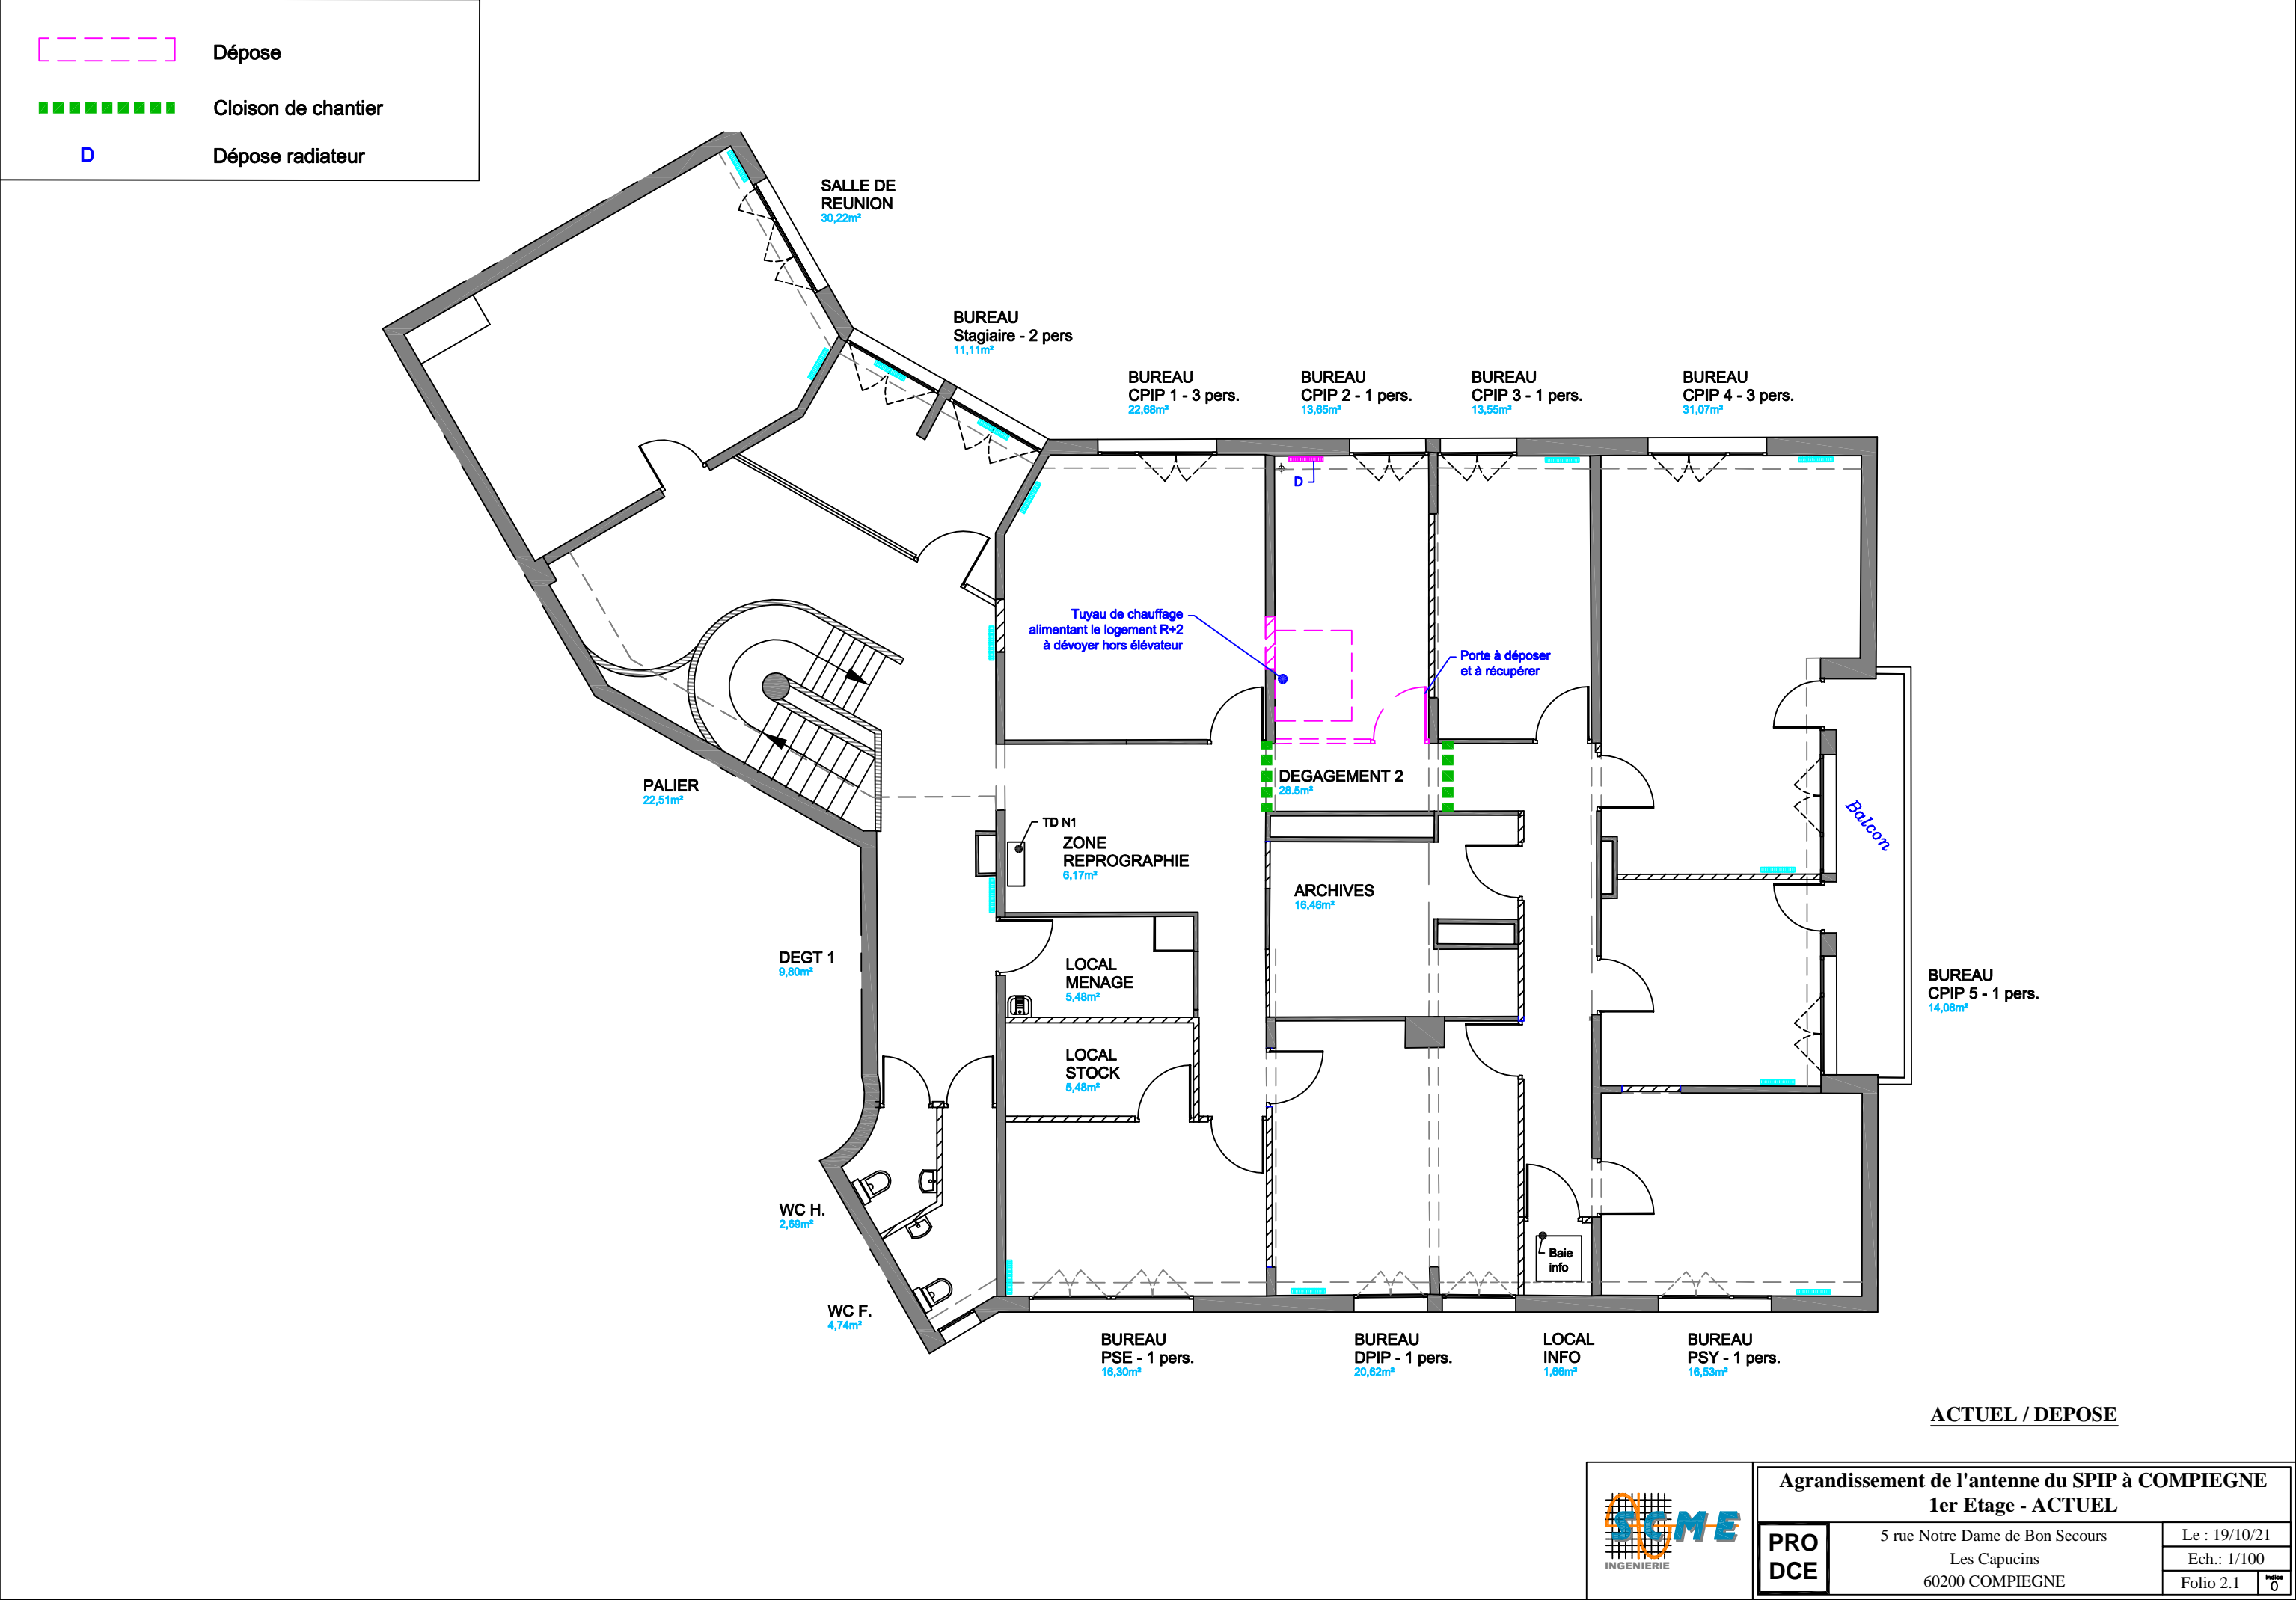 Dépose
Cloison de chantier
D
Dépose radiateur
SALLE DE
REUNION
30,22m²
BUREAU
Stagiaire - 2 pers
11,11m²
BUREAU
CPIP 1 - 3 pers.
22,68m²
BUREAU
CPIP 2 - 1 pers.
13,65m²
BUREAU
CPIP 3 - 1 pers.
13,55m²
BUREAU
CPIP 4 - 3 pers.
31,07m²
D
Tuyau de chauffage
alimentant le logement R+2
à dévoyer hors élévateur
Porte à déposer
et à récupérer
PALIER
22,51m²
DEGAGEMENT 2
28.5m²
Balcon
TD N1
ZONE
REPROGRAPHIE
6,17m²
ARCHIVES
16,46m²
DEGT 1
9,80m²
LOCAL
MENAGE
5,48m²
BUREAU
CPIP 5 - 1 pers.
14,08m²
LOCAL
STOCK
5,48m²
WC H.
2,69m²
Baie
info
WC F.
4,74m²
BUREAU
PSE - 1 pers.
16,30m²
BUREAU
DPIP - 1 pers.
20,62m²
LOCAL
INFO
1,66m²
BUREAU
PSY - 1 pers.
16,53m²
ACTUEL / DEPOSE
SCME
INGENIERIE
Agrandissement de l'antenne du SPIP à COMPIEGNE
1er Etage - ACTUEL
PRO
DCE
5 rue Notre Dame de Bon Secours
Les Capucins
60200 COMPIEGNE
Le : 19/10/21
Ech.: 1/100
Folio 2.1
Indice
0